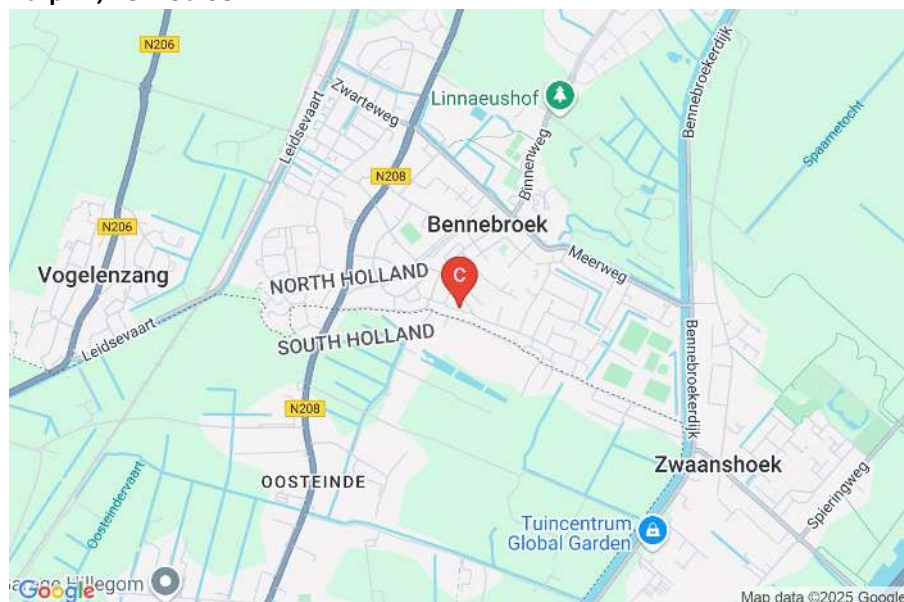 N206
Leidsevaart
Zwarteweg
Linnaeushof
Binnenweg
Bennebroekerdijk
Spaarnetocht
N208
N206
Bennebroek
Meerweg
Vogelenzang
NORTH HOLLAND
C
SOUTH HOLLAND
Leidsevaart
Bennebroekerdijk
N208
Zwaanshoek
OOSTEINDE
Oosteindervaart
Spieringweg
Tuincentrum
Global Garden
Hillegom
Google
Map data ©2025 Google